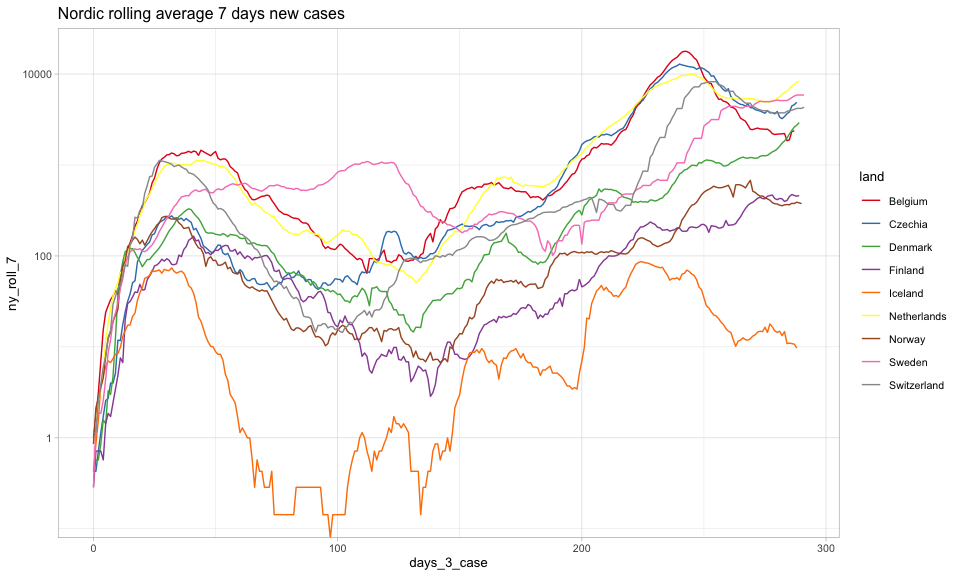 Nordic rolling average 7 days new cases
10000
100
1
ny_roll_7
0
100
200
300
days_3_case
land
Belgium
Czechia
Denmark
Finland
Iceland
Netherlands
Norway
Sweden
Switzerland